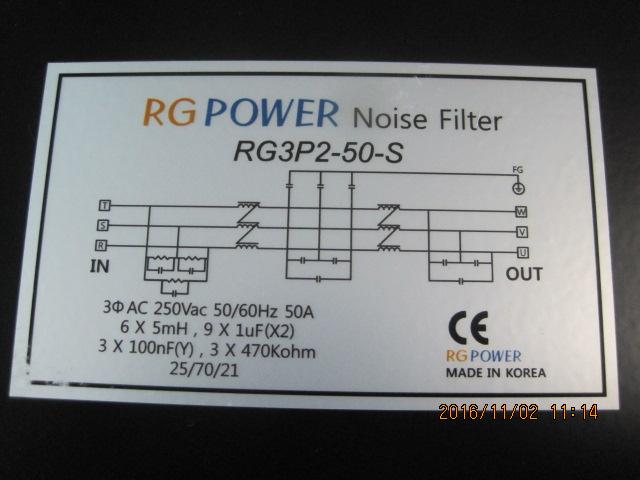 RG POWER Noise Filter
RG3P2-50-S
FG
T
W
S
V
R
U
IN
OUT
3Φ AC 250Vac 50/60Hz 50A
6 X 5mH , 9 X 1uF(X2)
3 X 100nF(Y) , 3 X 470Kohm
25/70/21
CE
RG POWER
MADE IN KOREA
2016/11/02 11:14